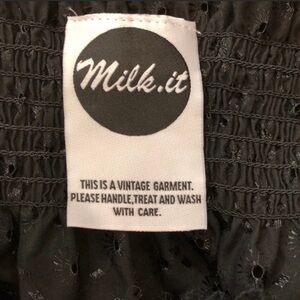 Milk.it
THIS IS A VINTAGE GARMENT.
PLEASE HANDLE,TREAT AND WASH
WITH CARE.